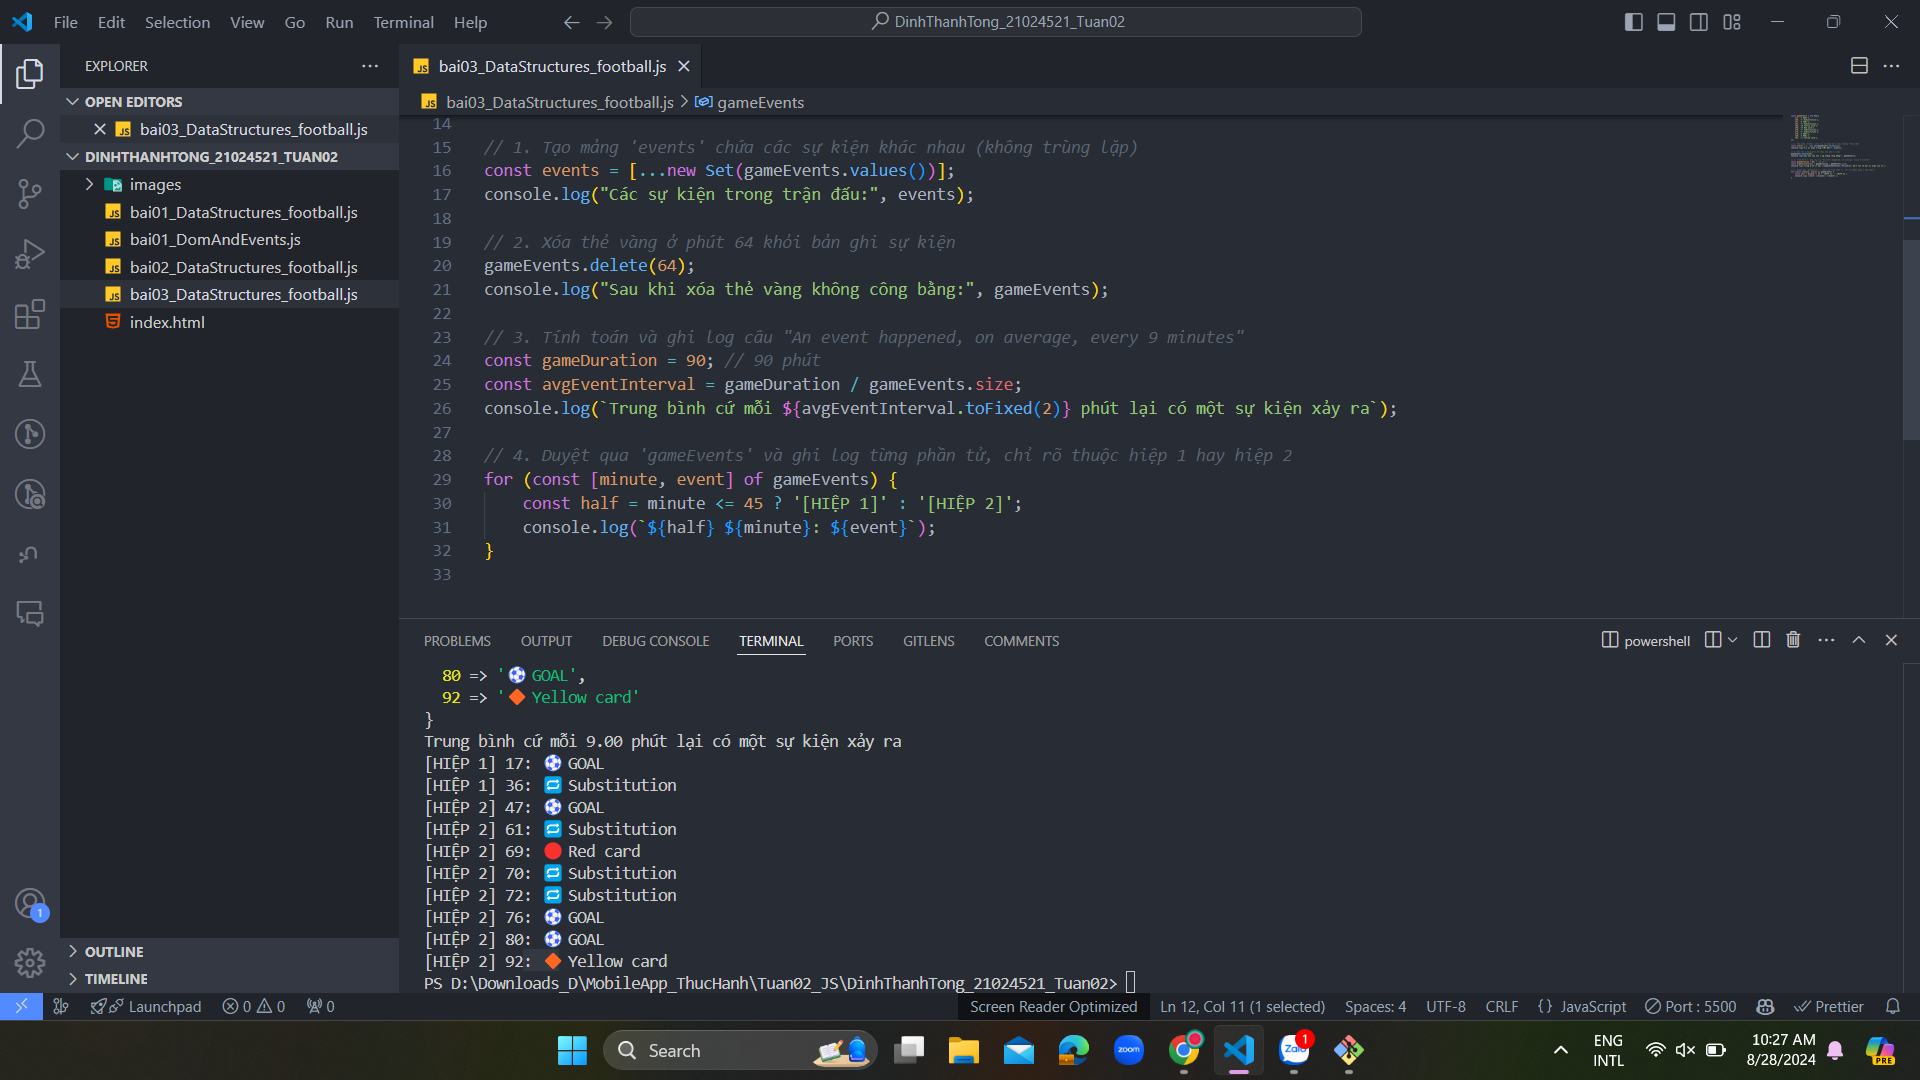 File Edit Selection View Go Run Terminal Help
DinhThanhTong_21024521_Tuan02
EXPLORER
OPEN EDITORS
bai03_DataStructures_football.js
DINHTHANHTONG_21024521_TUAN02
images
bai01_DataStructures_football.js
bai01_DomAndEvents.js
bai02_DataStructures_football.js
bai03_DataStructures_football.js
index.html
OUTLINE
TIMELINE
bai03_DataStructures_football.js
bai03_DataStructures_football.js > gameEvents
14
15 // 1. Tạo mảng 'events' chứa các sự kiện khác nhau (không trùng lặp)
16 const events = [...new Set(gameEvents.values())];
17 console.log("Các sự kiện trong trận đấu:", events);
18
19 // 2. Xóa thẻ vàng ở phút 64 khỏi bản ghi sự kiện
20 gameEvents.delete(64);
21 console.log("Sau khi xóa thẻ vàng không công bằng:", gameEvents);
22
23 // 3. Tính toán và ghi log câu "An event happened, on average, every 9 minutes"
24 const gameDuration = 90; // 90 phút
25 const avgEventInterval = gameDuration / gameEvents.size;
26 console.log(`Trung bình cứ mỗi ${avgEventInterval.toFixed(2)} phút lại có một sự kiện xảy ra`);
27
28 // 4. Duyệt qua 'gameEvents' và ghi log từng phần tử, chỉ rõ thuộc hiệp 1 hay hiệp 2
29 for (const [minute, event] of gameEvents) {
30 const half = minute <= 45 ? '[HIỆP 1]' : '[HIỆP 2]';
31 console.log(`${half} ${minute}: ${event}`);
32 }
33
PROBLEMS OUTPUT DEBUG CONSOLE TERMINAL PORTS GITLENS COMMENTS
powershell
80 => '⚽ GOAL',
92 => '🔶 Yellow card'
}
Trung bình cứ mỗi 9.00 phút lại có một sự kiện xảy ra
[HIỆP 1] 17: ⚽ GOAL
[HIỆP 1] 36: 🔁 Substitution
[HIỆP 2] 47: ⚽ GOAL
[HIỆP 2] 61: 🔁 Substitution
[HIỆP 2] 69: 🔴 Red card
[HIỆP 2] 70: 🔁 Substitution
[HIỆP 2] 72: 🔁 Substitution
[HIỆP 2] 76: ⚽ GOAL
[HIỆP 2] 80: ⚽ GOAL
[HIỆP 2] 92: 🔶 Yellow card
PS D:\Downloads_D\MobileApp_ThucHanh\Tuan02_JS\DinhThanhTong_21024521_Tuan02>
1
Launchpad 0 0 0
Screen Reader Optimized Ln 12, Col 11 (1 selected) Spaces: 4 UTF-8 CRLF {} JavaScript Port : 5500 Prettier
Search
zoom
Zalo
1
ENG
INTL
10:27 AM
8/28/2024
PRE